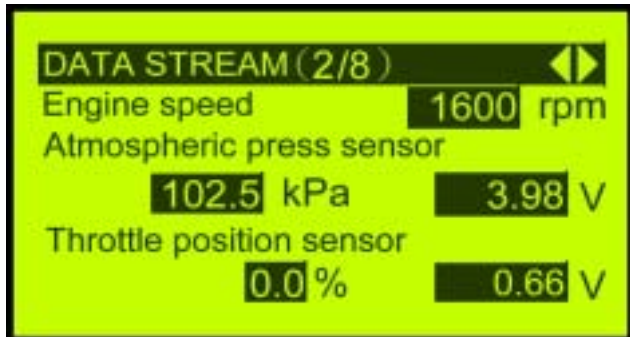 DATA STREAM(2/8)
Engine speed 1600 rpm
Atmospheric press sensor
102.5 kPa 3.98 V
Throttle position sensor
0.0 % 0.66 V